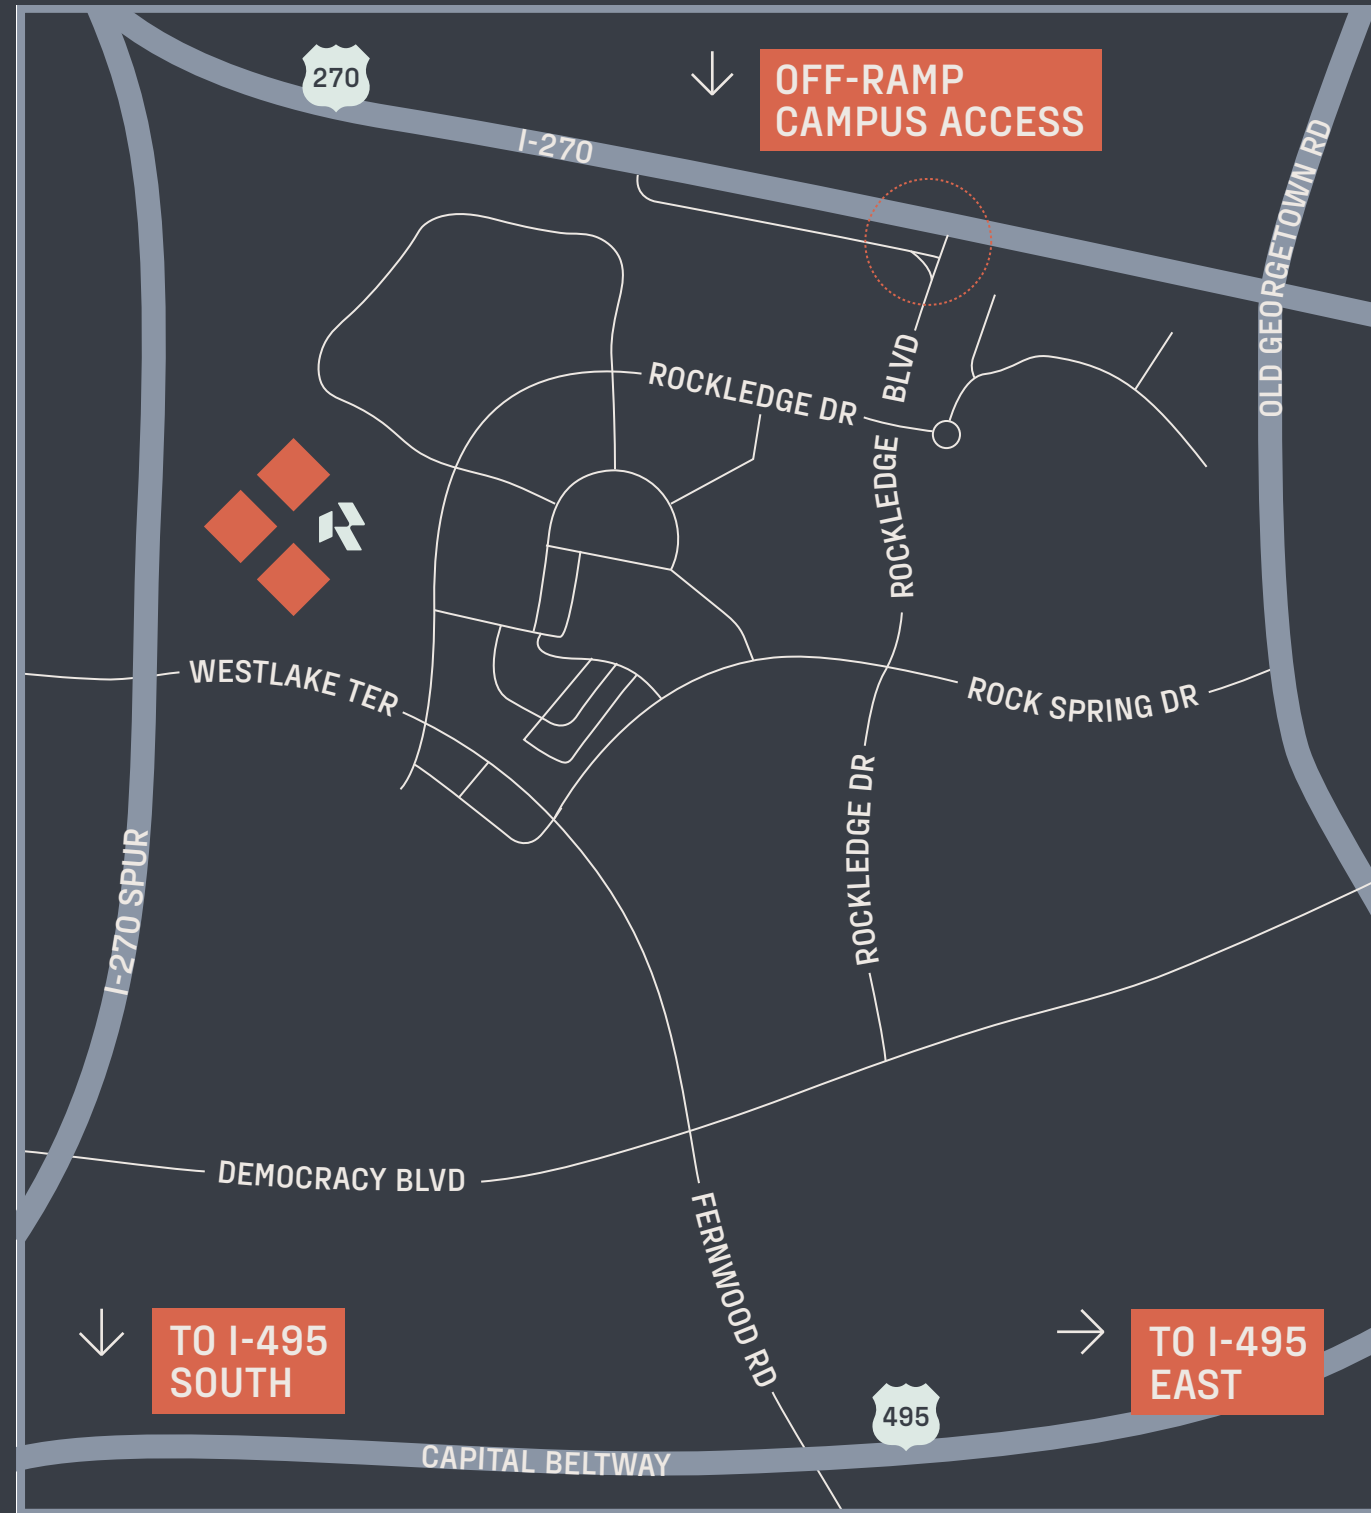 270
OFF-RAMP
CAMPUS ACCESS
I-270
OLD GEORGETOWN RD
ROCKLEDGE BLVD
ROCKLEDGE DR
WESTLAKE TER
ROCK SPRING DR
ROCKLEDGE DR
I-270 SPUR
DEMOCRACY BLVD
FERNWOOD RD
TO I-495
SOUTH
TO I-495
EAST
495
CAPITAL BELTWAY